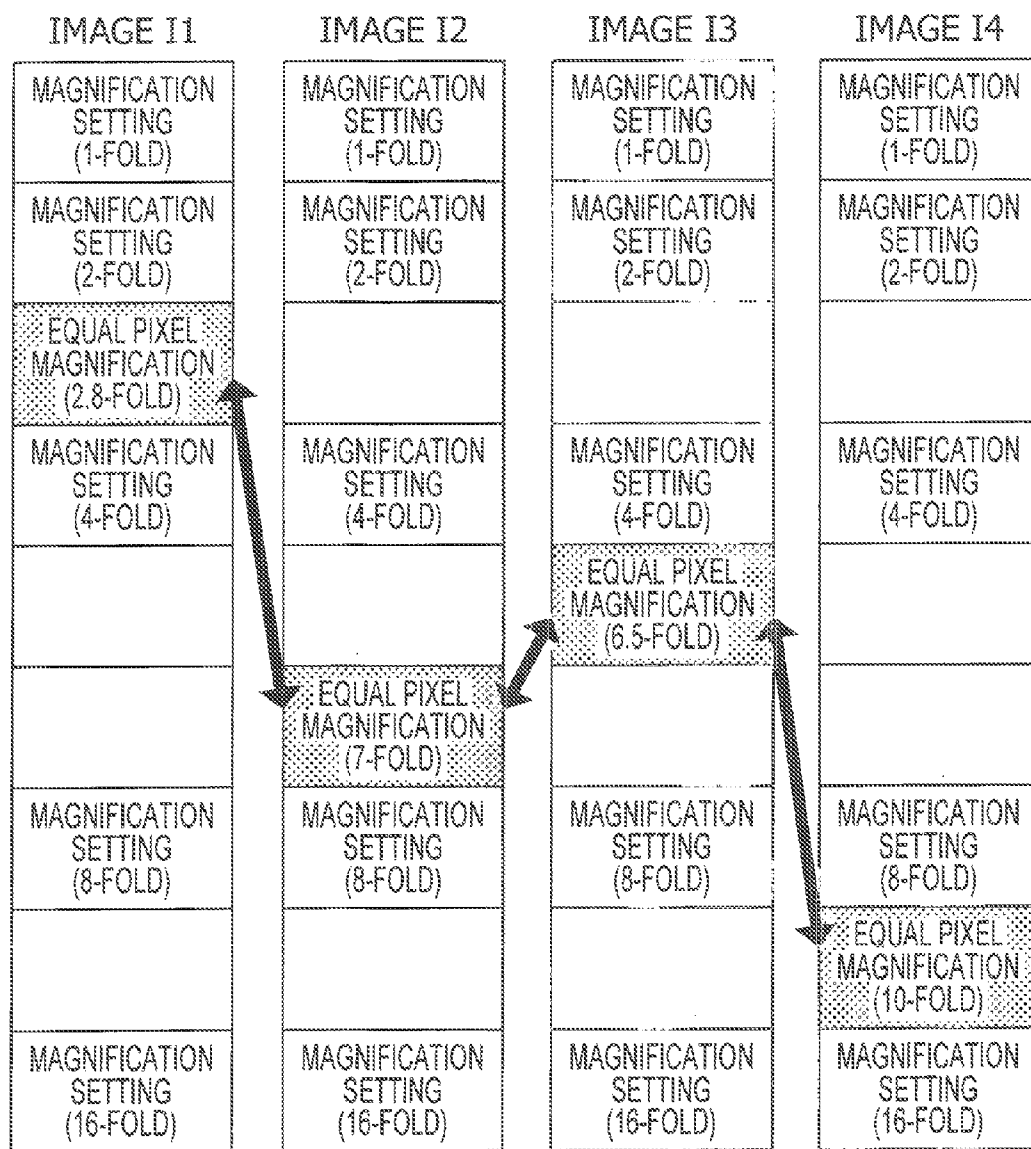 IMAGE I1
MAGNIFICATION
SETTING
(1-FOLD)
MAGNIFICATION
SETTING
(2-FOLD)
EQUAL PIXEL
MAGNIFICATION
(2.8-FOLD)
MAGNIFICATION
SETTING
(4-FOLD)
MAGNIFICATION
SETTING
(8-FOLD)
MAGNIFICATION
SETTING
(16-FOLD)
IMAGE I2
MAGNIFICATION
SETTING
(1-FOLD)
MAGNIFICATION
SETTING
(2-FOLD)
MAGNIFICATION
SETTING
(4-FOLD)
EQUAL PIXEL
MAGNIFICATION
(7-FOLD)
MAGNIFICATION
SETTING
(8-FOLD)
MAGNIFICATION
SETTING
(16-FOLD)
IMAGE I3
MAGNIFICATION
SETTING
(1-FOLD)
MAGNIFICATION
SETTING
(2-FOLD)
MAGNIFICATION
SETTING
(4-FOLD)
EQUAL PIXEL
MAGNIFICATION
(6.5-FOLD)
MAGNIFICATION
SETTING
(8-FOLD)
MAGNIFICATION
SETTING
(16-FOLD)
IMAGE I4
MAGNIFICATION
SETTING
(1-FOLD)
MAGNIFICATION
SETTING
(2-FOLD)
MAGNIFICATION
SETTING
(4-FOLD)
MAGNIFICATION
SETTING
(8-FOLD)
EQUAL PIXEL
MAGNIFICATION
(10-FOLD)
MAGNIFICATION
SETTING
(16-FOLD)